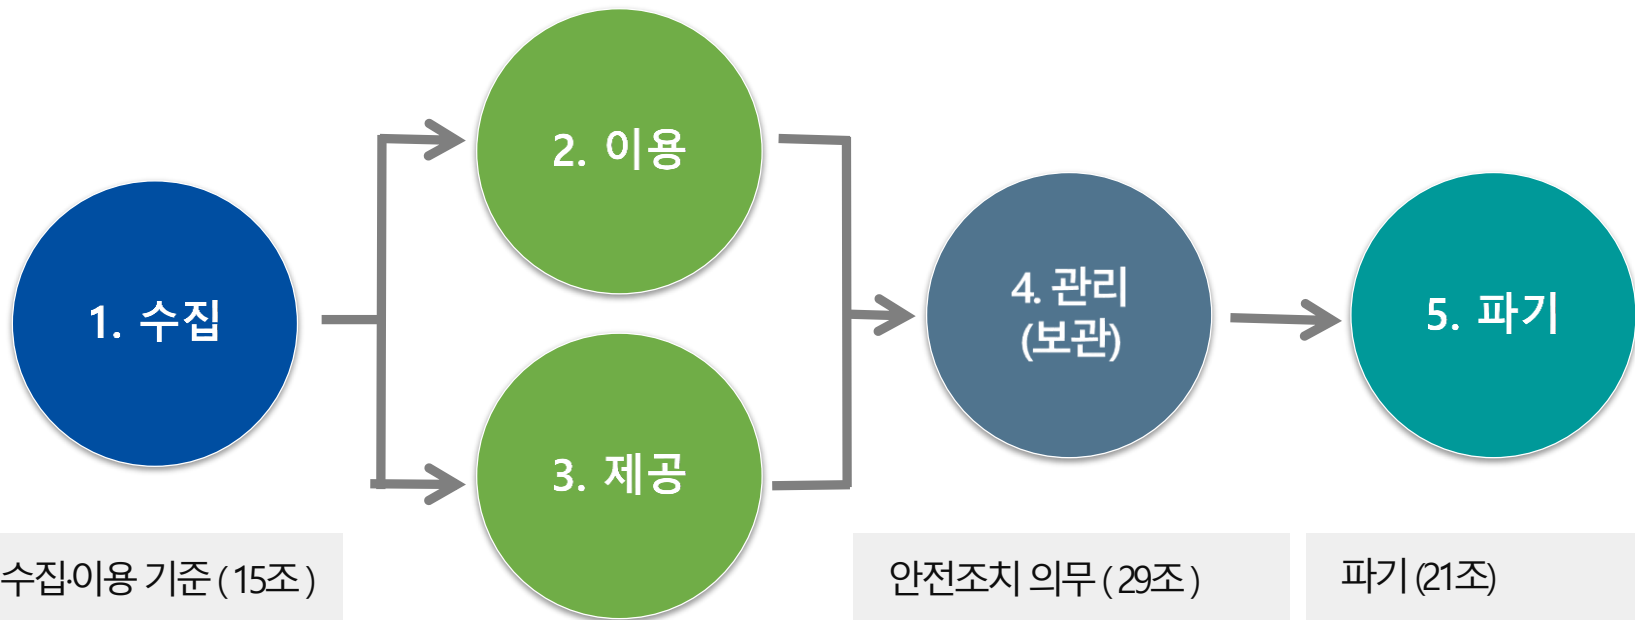 1. 수집
2. 이용
3. 제공
4. 관리
(보관)
5. 파기
수집·이용 기준 ( 15조 )
안전조치 의무 ( 29조 )
파기 (21조)